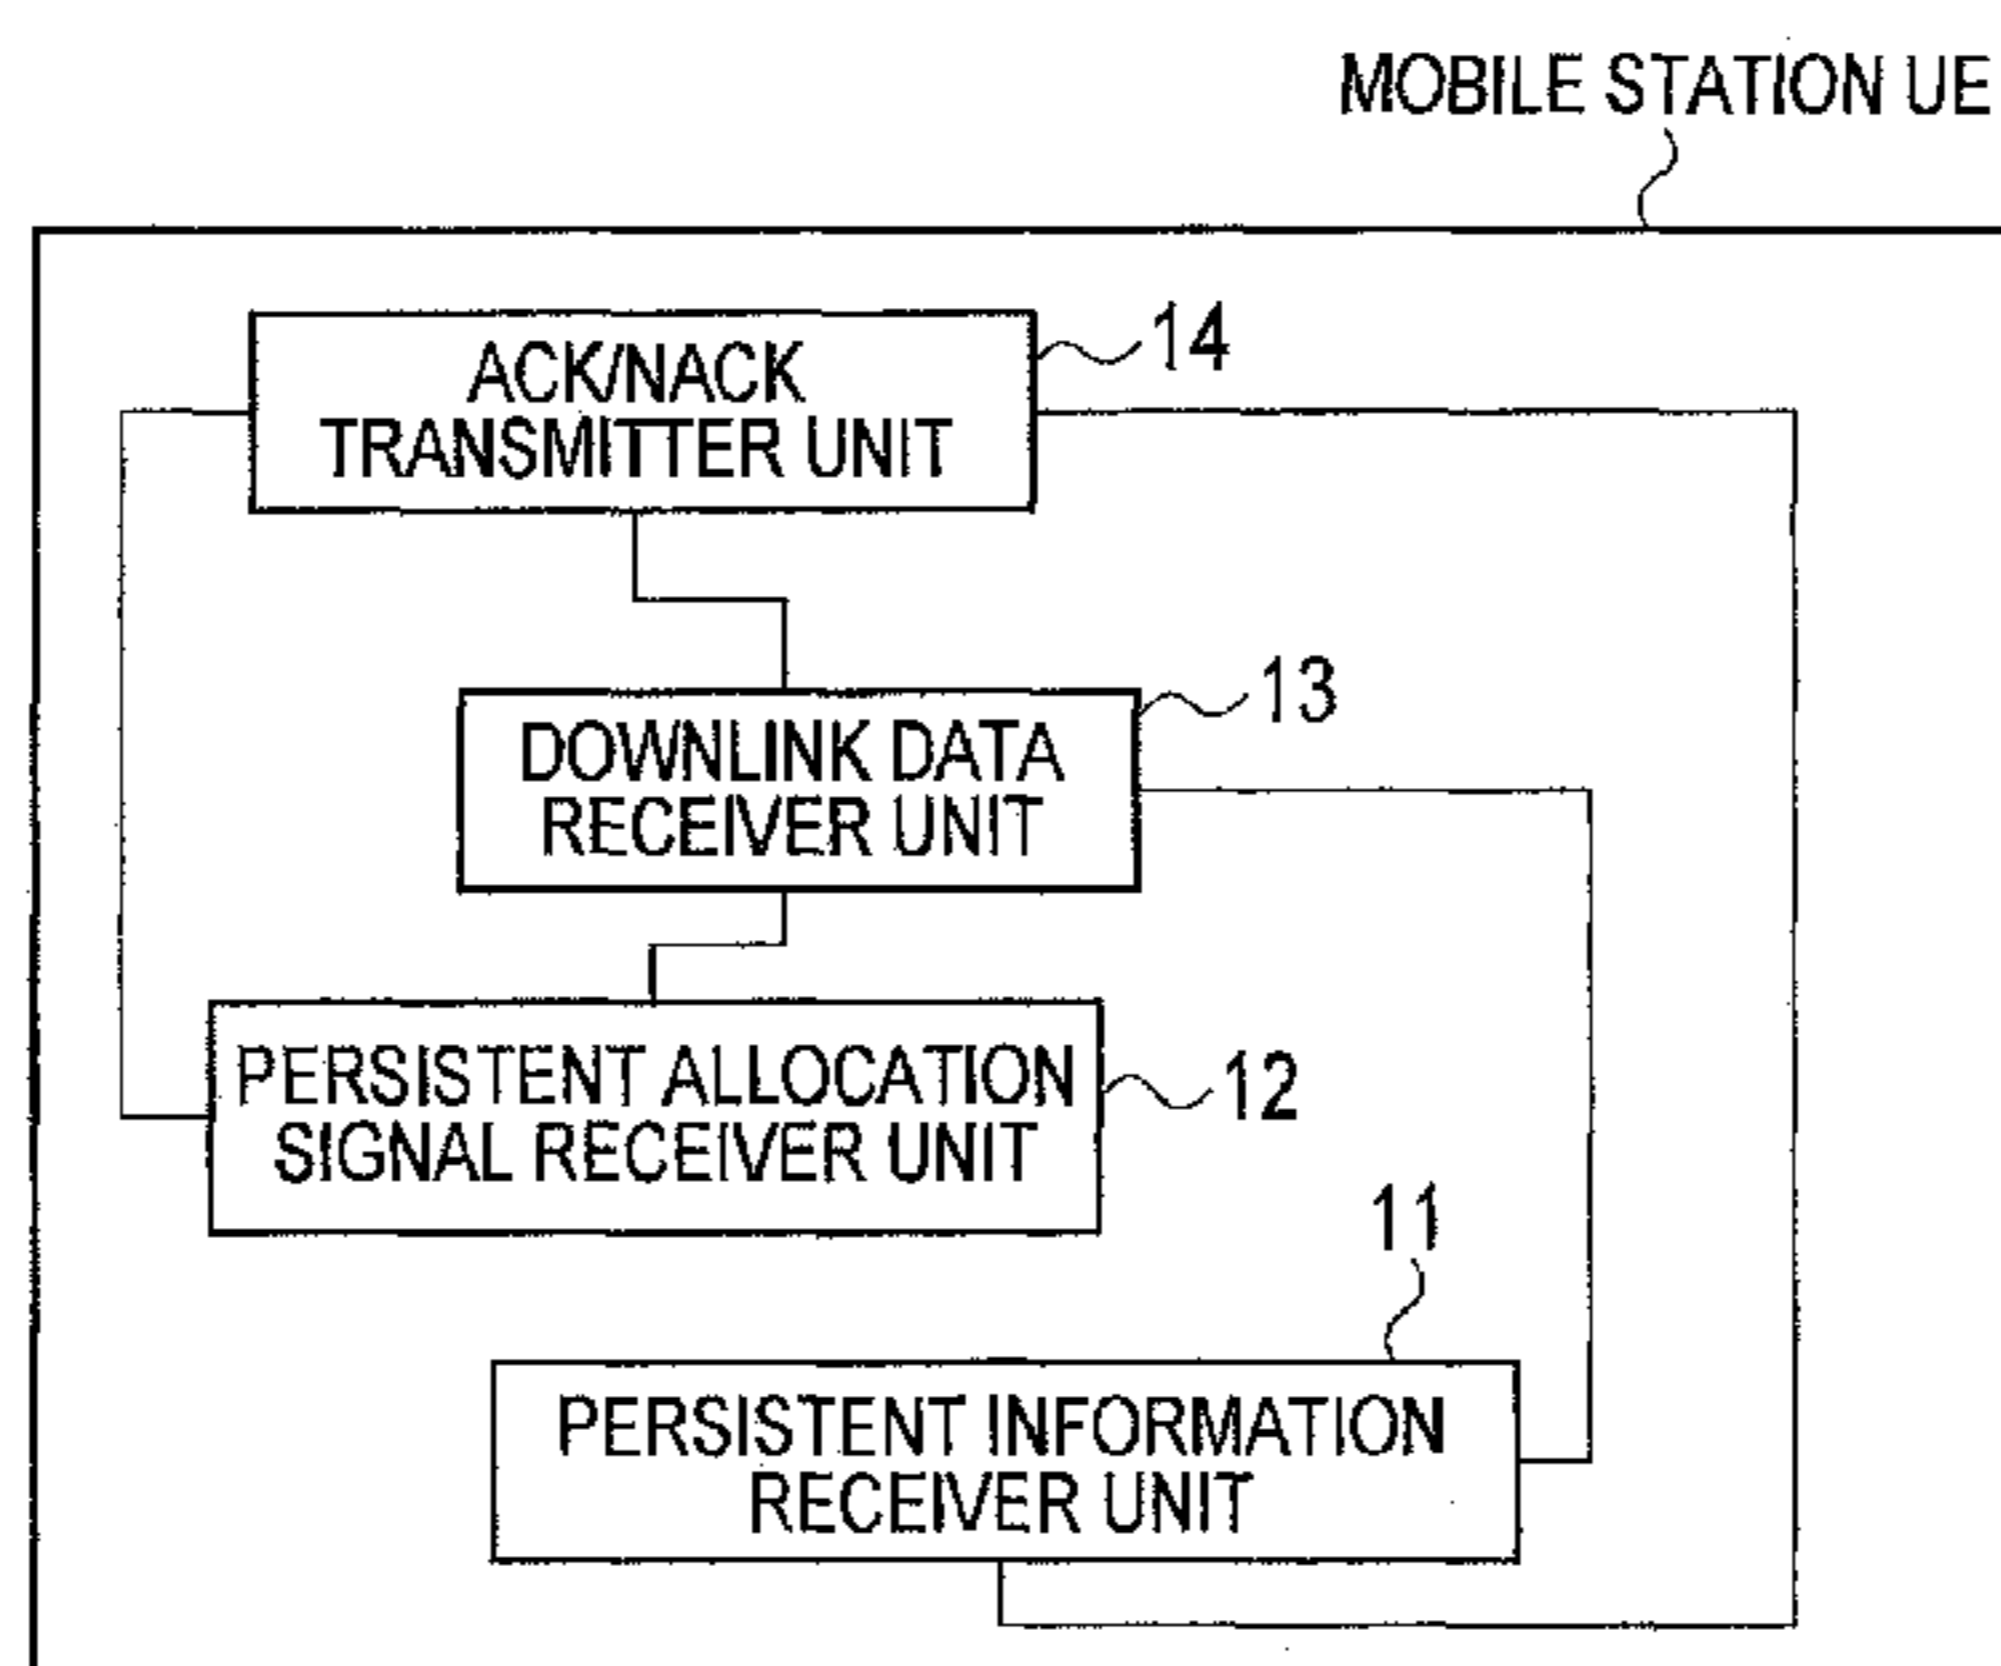 MOBILE STATION UE
14
ACK/NACK
TRANSMITTER UNIT
13
DOWNLINK DATA
RECEIVER UNIT
12
PERSISTENT ALLOCATION
SIGNAL RECEIVER UNIT
11
PERSISTENT INFORMATION
RECEIVER UNIT